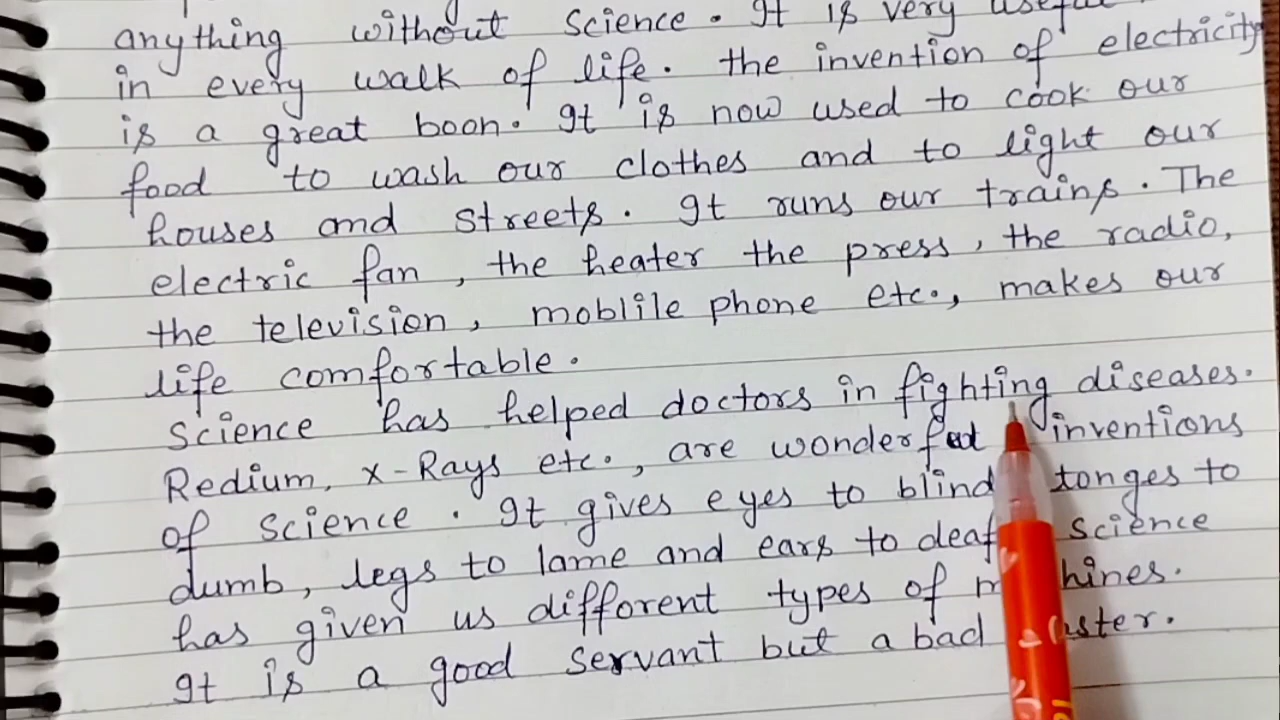 anything without science. It is very
in every walk of life. the invention of electricity
is a great boon. It is now used to cook our
food to wash our clothes and to light our
houses and streets. It runs our trains. The
electric fan, the heater the press, the radio,
the television, moblile phone etc., makes our
life comfortable.
science has helped doctors in fighting diseases.
Redium, x-Rays etc., are inventions
of science. It gives eyes to blind tonges to
dumb, legs to lame and ears to deaf science
has given us different types of
It is a good servant but a bad